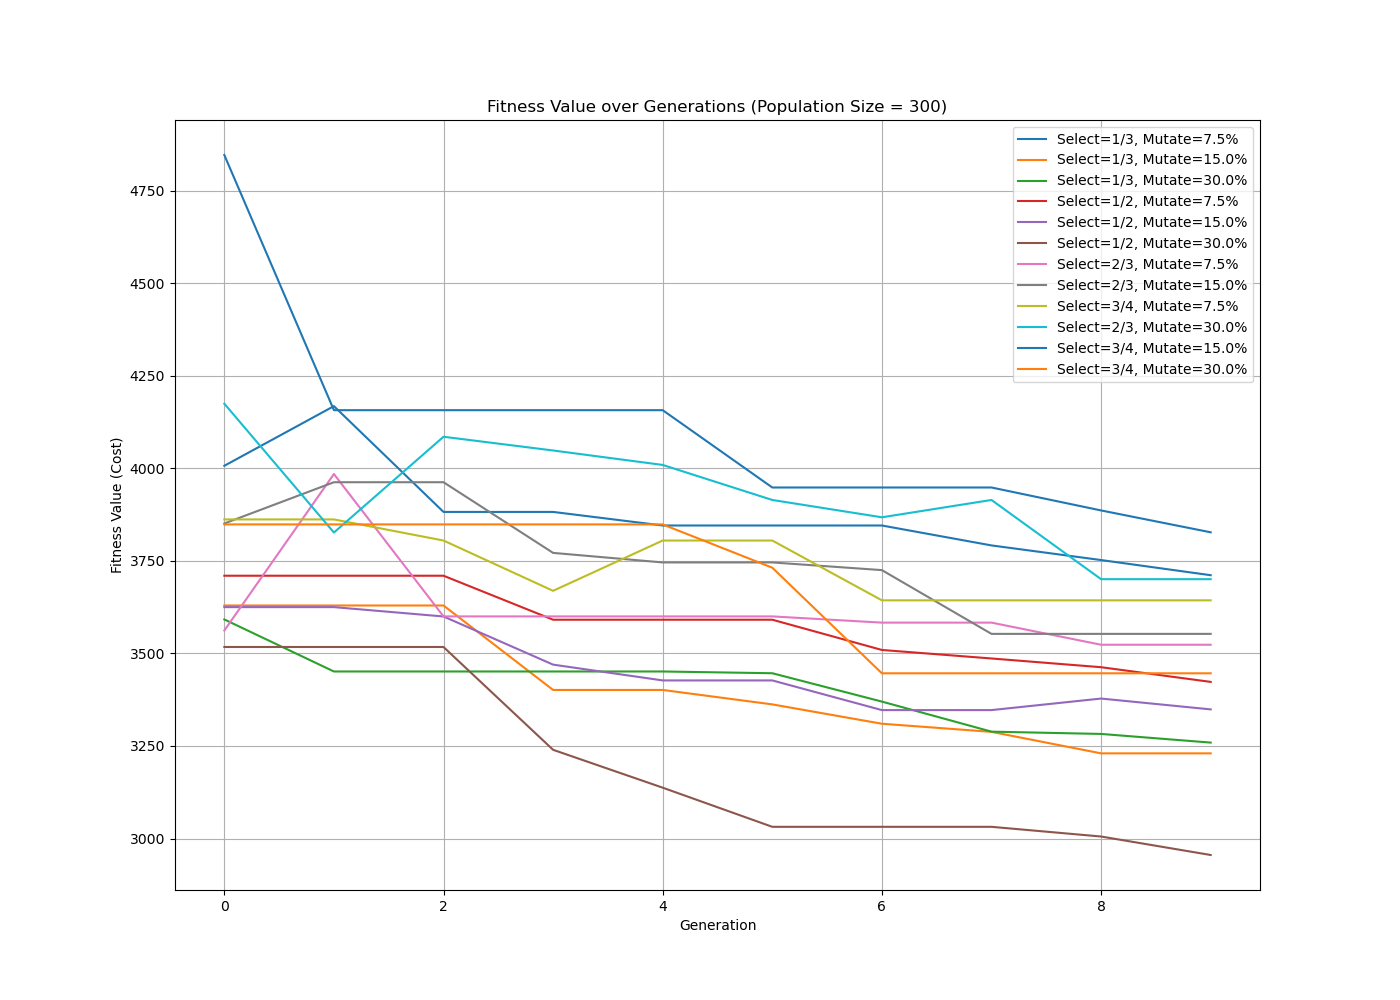 Fitness Value over Generations (Population Size = 300)
Select=1/3, Mutate=7.5%
Select=1/3, Mutate=15.0%
Select=1/3, Mutate=30.0%
Select=1/2, Mutate=7.5%
Select=1/2, Mutate=15.0%
Select=1/2, Mutate=30.0%
Select=2/3, Mutate=7.5%
Select=2/3, Mutate=15.0%
Select=3/4, Mutate=7.5%
Select=2/3, Mutate=30.0%
Select=3/4, Mutate=15.0%
Select=3/4, Mutate=30.0%
Fitness Value (Cost)
4750
4500
4250
4000
3750
3500
3250
3000
0 2 4 6 8
Generation